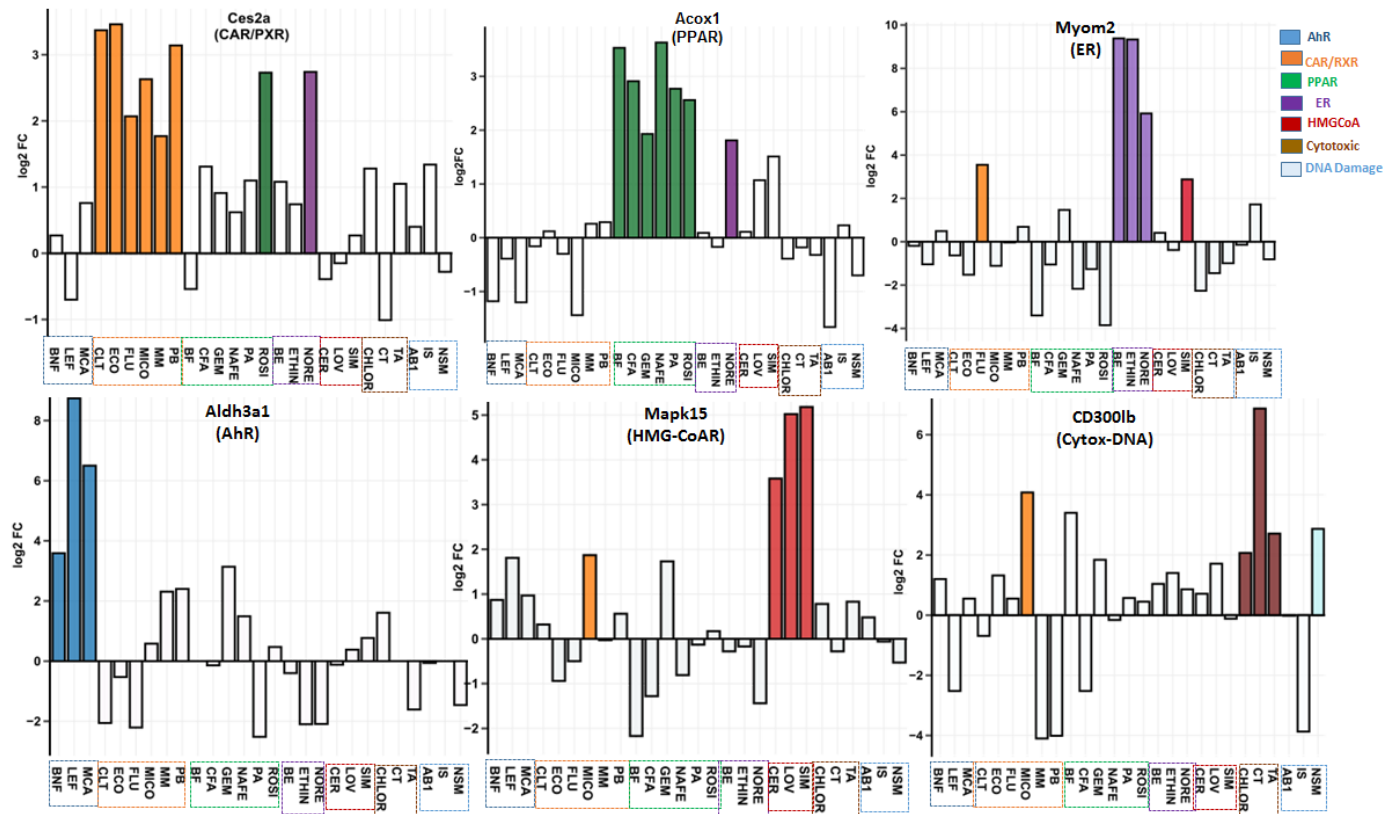 Ces2a
(CAR/PXR)
log2 FC
3
2
1
0
−1
BNF LEF MCA CLT ECO FLU MICO MM PB BF CFA GEM NAFE PA ROSI BE ETHIN NORE CER LOV SIM CHLOR CT TA AB1 IS NSM
Acox1
(PPAR)
log2FC
3
2
1
0
−1
BNF LEF MCA CLT ECO FLU MICO MM PB BF CFA GEM NAFE PA ROSI BE ETHIN NORE CER LOV SIM CHLOR CT TA AB1 IS NSM
Myom2
(ER)
log2 FC
10
8
6
4
2
0
−2
−4
BNF LEF MCA CLT ECO FLU MICO MM PB BF CFA GEM NAFE PA ROSI BE ETHIN NORE CER LOV SIM CHLOR CT TA AB1 IS NSM
AhR
CAR/RXR
PPAR
ER
HMGCoA
Cytotoxic
DNA Damage
Aldh3a1
(AhR)
log2 FC
8
6
4
2
0
−2
BNF LEF MCA CLT ECO FLU MICO MM PB BF CFA GEM NAFE PA ROSI BE ETHIN NORE CER LOV SIM CHLOR CT TA AB1 IS NSM
Mapk15
(HMG-CoAR)
log2 FC
5
4
3
2
1
0
−1
−2
BNF LEF MCA CLT ECO FLU MICO MM PB BF CFA GEM NAFE PA ROSI BE ETHIN NORE CER LOV SIM CHLOR CT TA AB1 IS NSM
CD300lb
(Cytox-DNA)
log2 FC
6
4
2
0
−2
−4
BNF LEF MCA CLT ECO FLU MICO MM PB BF CFA GEM NAFE PA ROSI BE ETHIN NORE CER LOV SIM CHLOR CT TA AB1 IS NSM